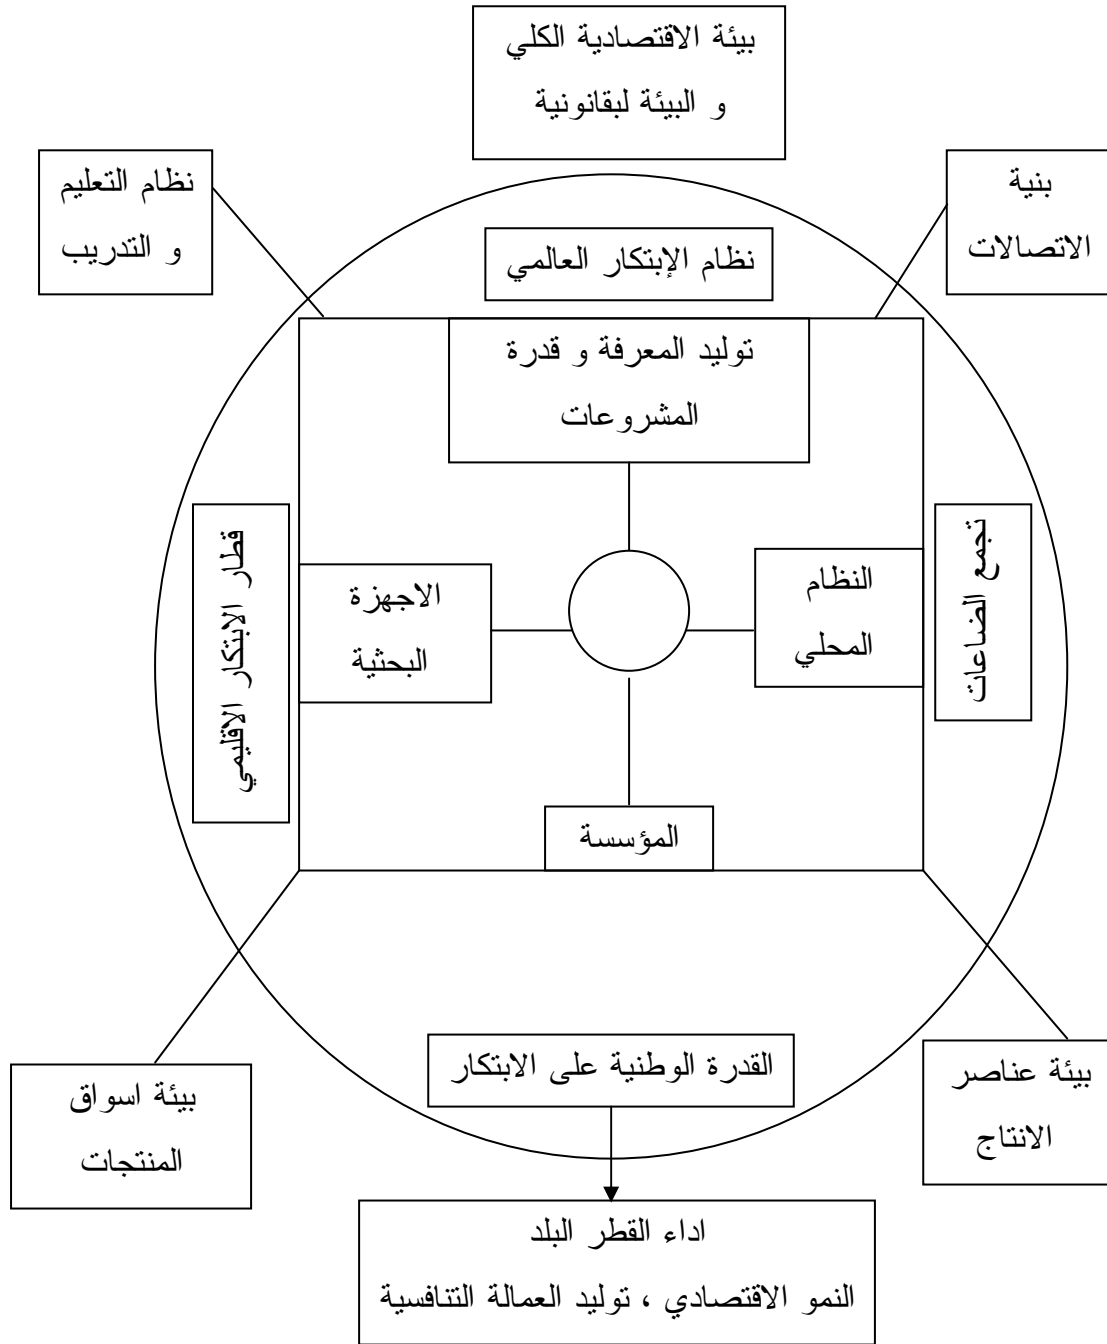 بيئة الاقتصادية الكلي
و البيئة لبقانونية
بنية
الاتصالات
نظام التعليم
و التدريب
نظام الإبتكار العالمي
توليد المعرفة و قدرة
المشروعات
تجمع الضاعات
النظام
المحلي
الاجهزة
البحثية
قطار الابتكار الاقليمي
المؤسسة
القدرة الوطنية على الابتكار
بيئة عناصر
الانتاج
بيئة اسواق
المنتجات
اداء القطر البلد
النمو الاقتصادي ، توليد العمالة التنافسية